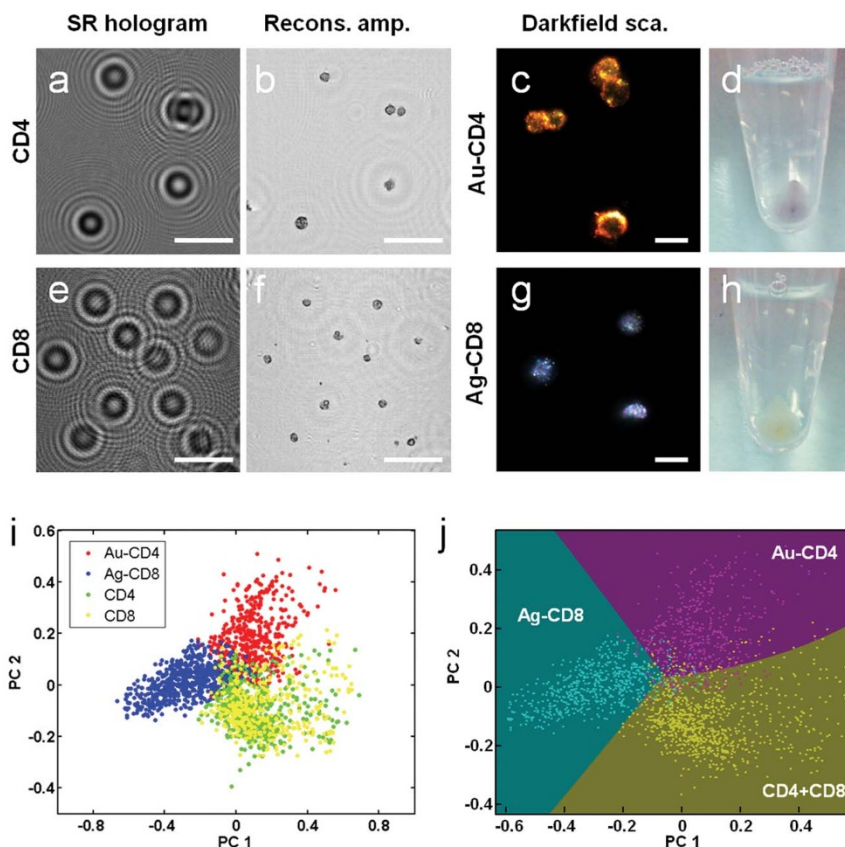 SR hologram Recons. amp. Darkfield sca.
CD4
a
b
Au-CD4
c
d
CD8
e
f
Ag-CD8
g
h
i
0.6
0.4
0.2
0
-0.2
-0.4
PC 2
-0.8 -0.4 0 0.4 0.8
PC 1
Au-CD4
Ag-CD8
CD4
CD8
j
0.4
0.2
0
-0.2
-0.4
PC 2
-0.6 -0.4 -0.2 0 0.2 0.4
PC 1
Au-CD4
Ag-CD8
CD4+CD8